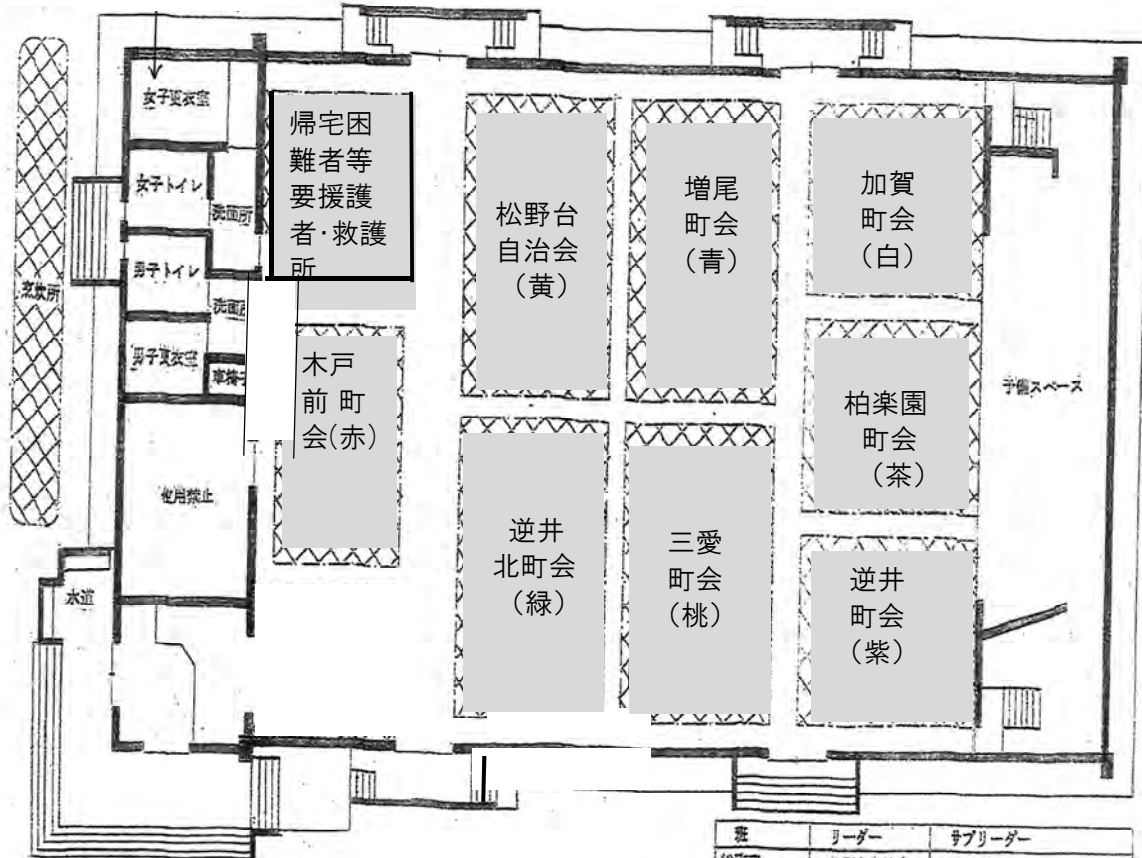 女子更衣室
女子トイレ
洗面所
男子トイレ
洗面所
男子更衣室
車椅子
使用禁止
烹炊所
水道
帰宅困
難者等
要援護
者・救護
所
木戸
前 町
会(赤)
松野台
自治会
(黄)
増尾
町会
(青)
加賀
町会
(白)
逆井
北町会
(緑)
三愛
町会
(桃)
柏楽園
町会
(茶)
逆井
町会
(紫)
予備スペース
班 リーダー サブリーダー